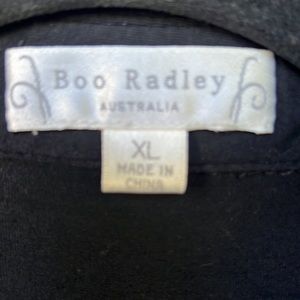 Boo Radley
AUSTRALIA
XL
MADE IN
CHINA